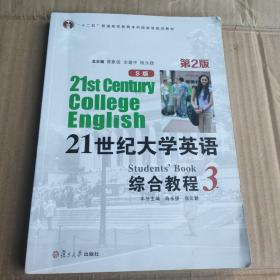 "十二五"普通高等教育本科国家级规划教材
第2版
S版
21st Century
College
English
21世纪大学英语
Students' Book
综合教程3
复旦大学出版社